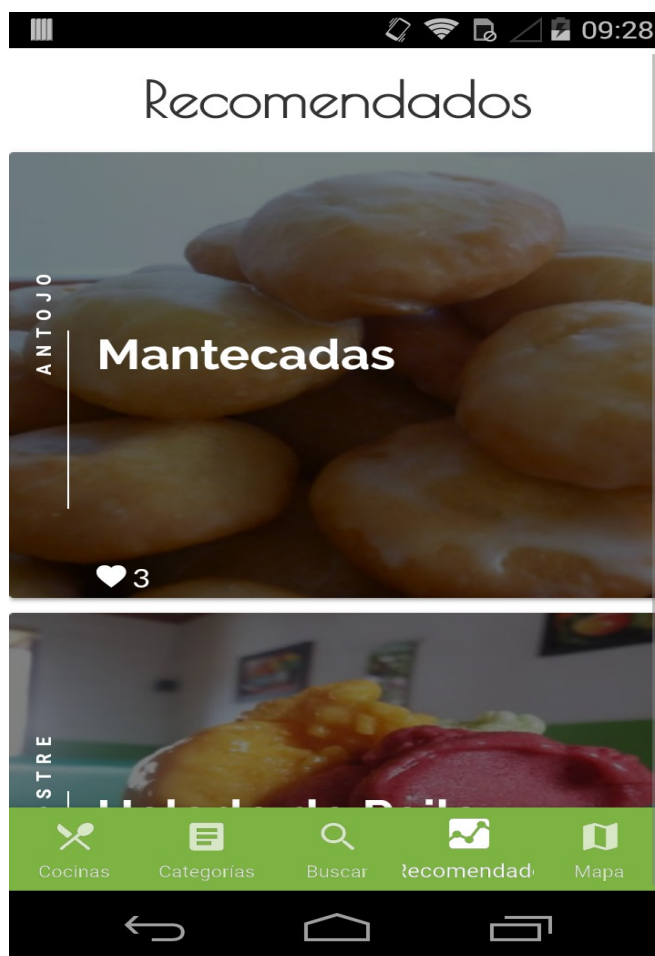 09:28
Recomendados
ANTOJO
Mantecadas
3
Cocinas
Categorías
Buscar
Mapa